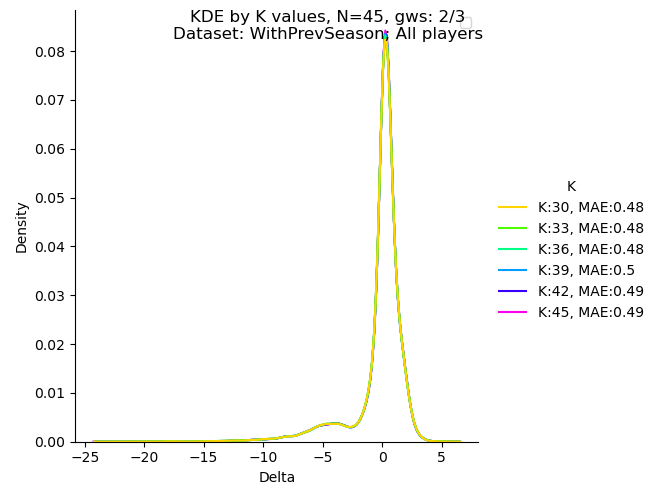 KDE by K values, N=45, gws: 2/3
Dataset: WithPrevSeason, All players
0.08
0.07
0.06
0.05
0.04
0.03
0.02
0.01
0.00
Density
−25
−20
−15
−10
−5
0
5
Delta
K
K:30, MAE:0.48
K:33, MAE:0.48
K:36, MAE:0.48
K:39, MAE:0.5
K:42, MAE:0.49
K:45, MAE:0.49